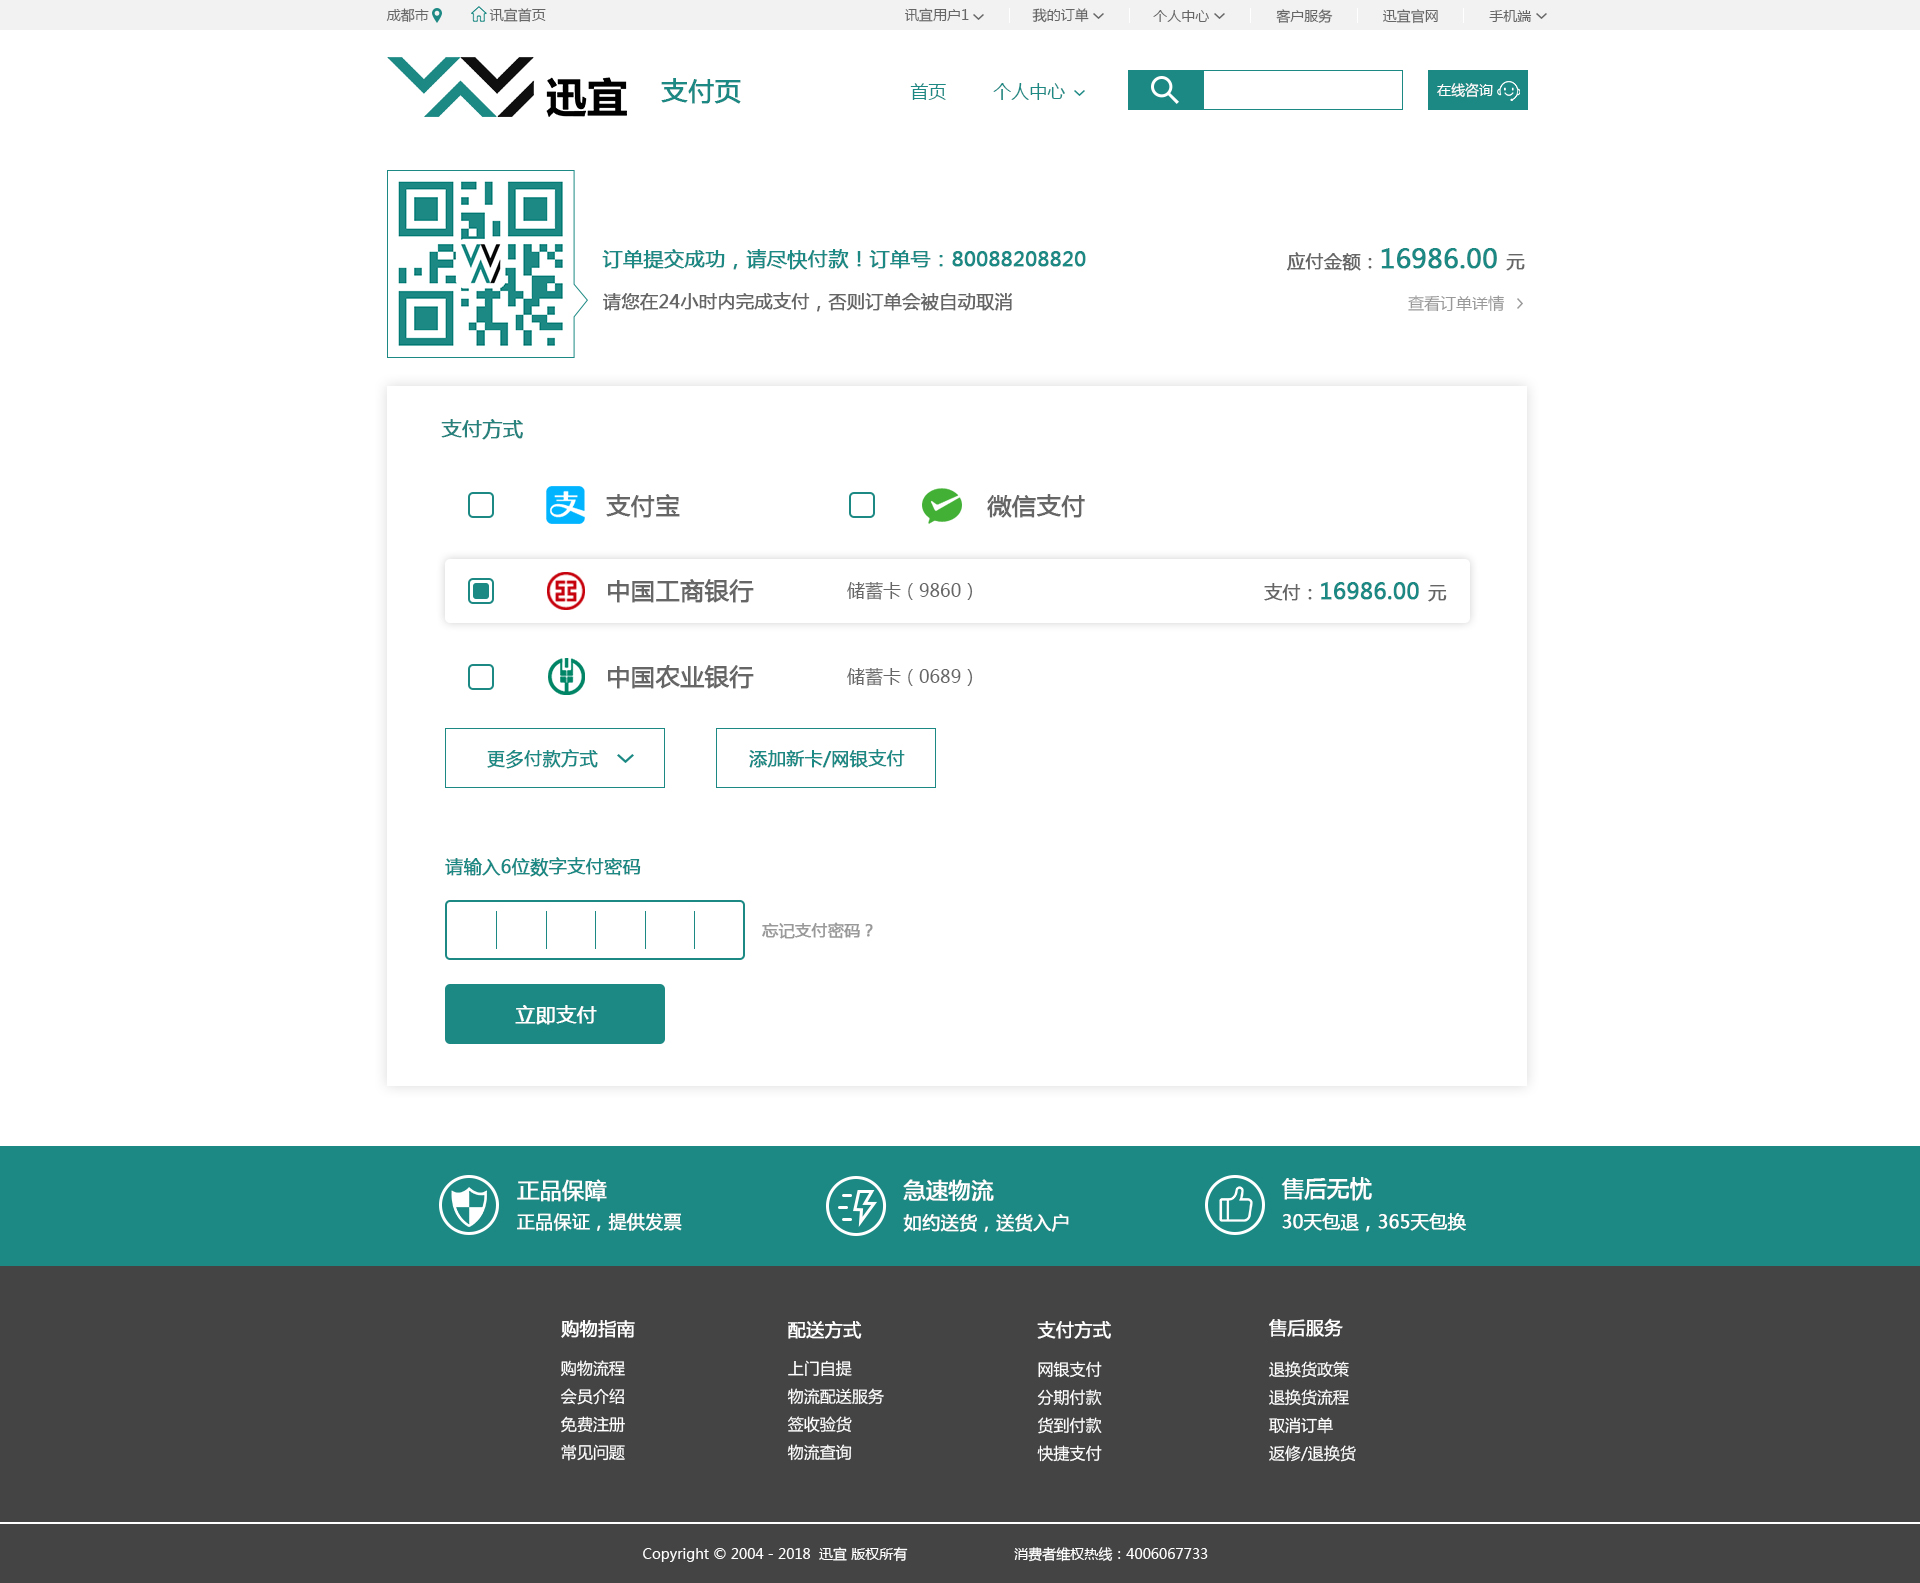 成都市 讯宜首页 讯宜用户1 我的订单 个人中心 客户服务 迅宜官网 手机端
迅宜 支付页 首页 个人中心 在线咨询
订单提交成功，请尽快付款！订单号：80088208820
应付金额：16986.00 元
请您在24小时内完成支付，否则订单会被自动取消
查看订单详情
支付方式
支付宝 微信支付
中国工商银行 储蓄卡（9860） 支付：16986.00 元
中国农业银行 储蓄卡（0689）
更多付款方式 添加新卡/网银支付
请输入6位数字支付密码
忘记支付密码？
立即支付
正品保障 急速物流 售后无忧
正品保证，提供发票 如约送货，送货入户 30天包退，365天包换
购物指南 配送方式 支付方式 售后服务
购物流程 上门自提 网银支付 退换货政策
会员介绍 物流配送服务 分期付款 退换货流程
免费注册 签收验货 货到付款 取消订单
常见问题 物流查询 快捷支付 返修/退换货
Copyright © 2004 - 2018 迅宜 版权所有 消费者维权热线：4006067733